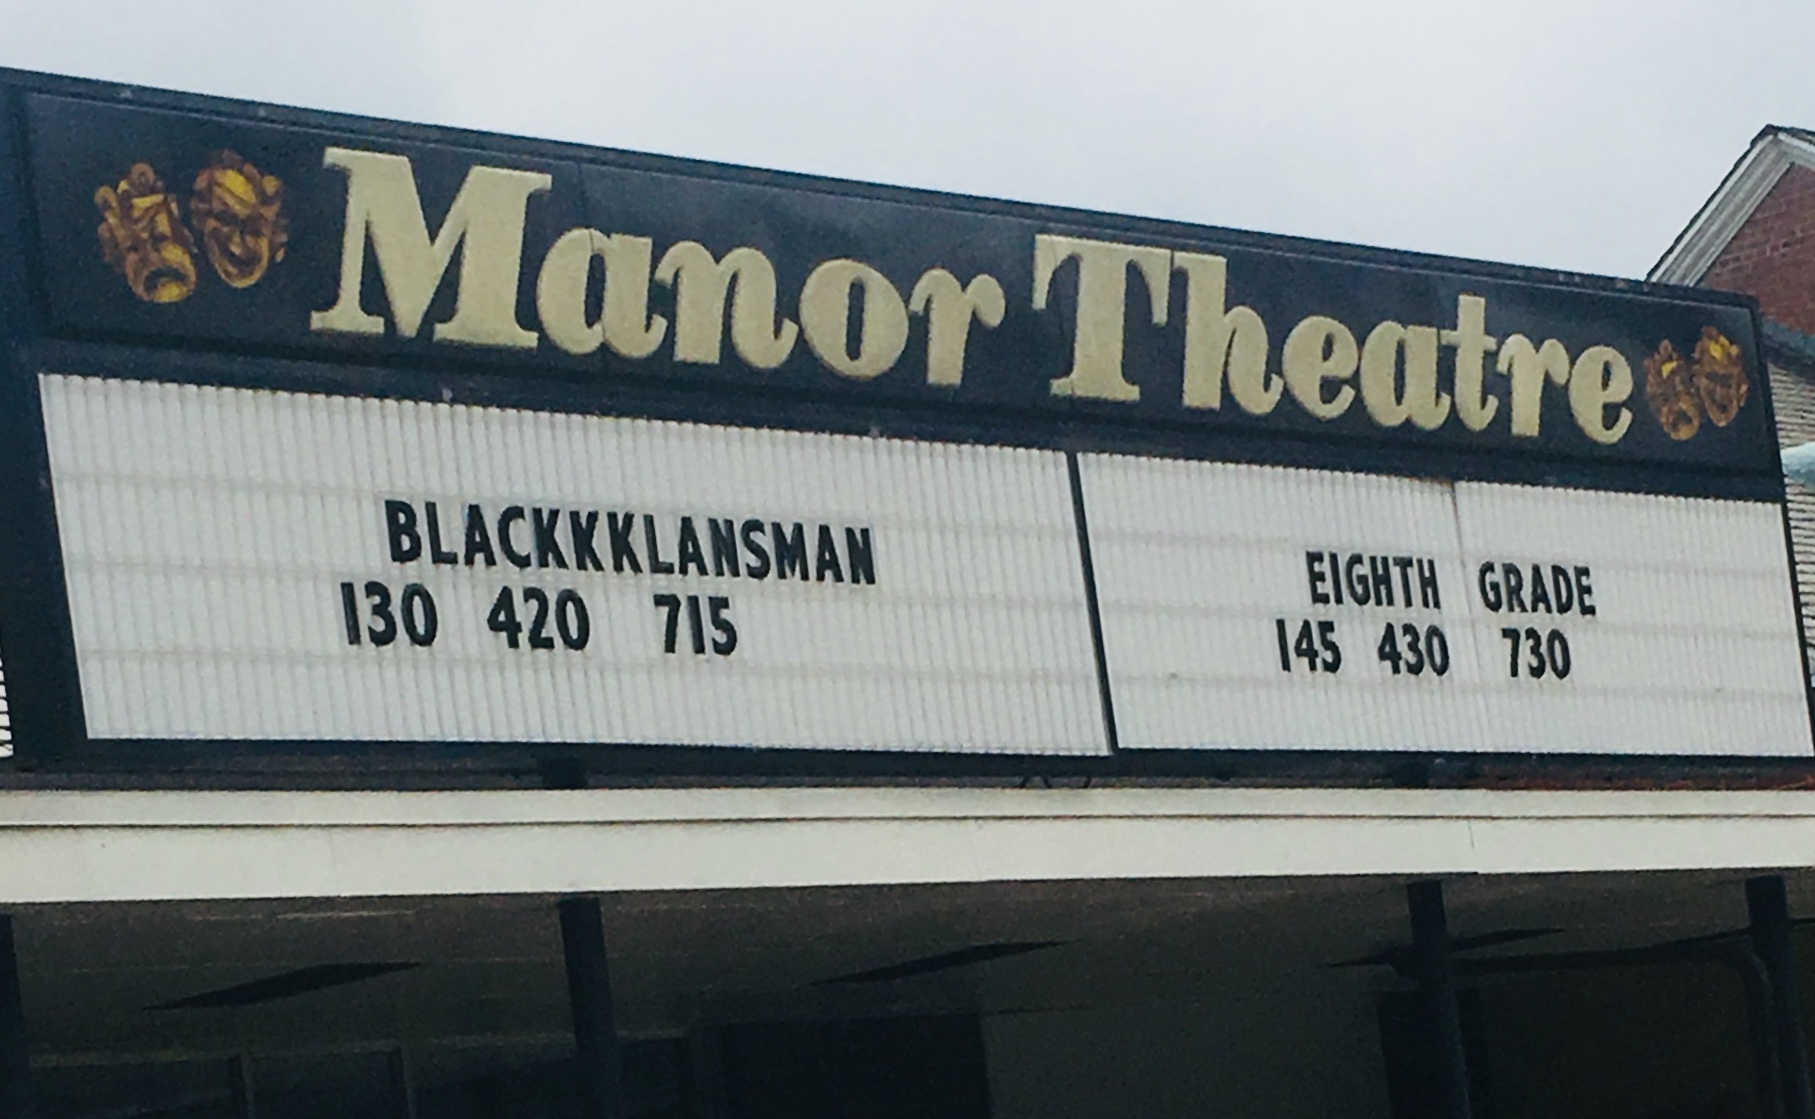 Manor Theatre
BLACKKKLANSMAN
130 420 715
EIGHTH GRADE
145 430 730